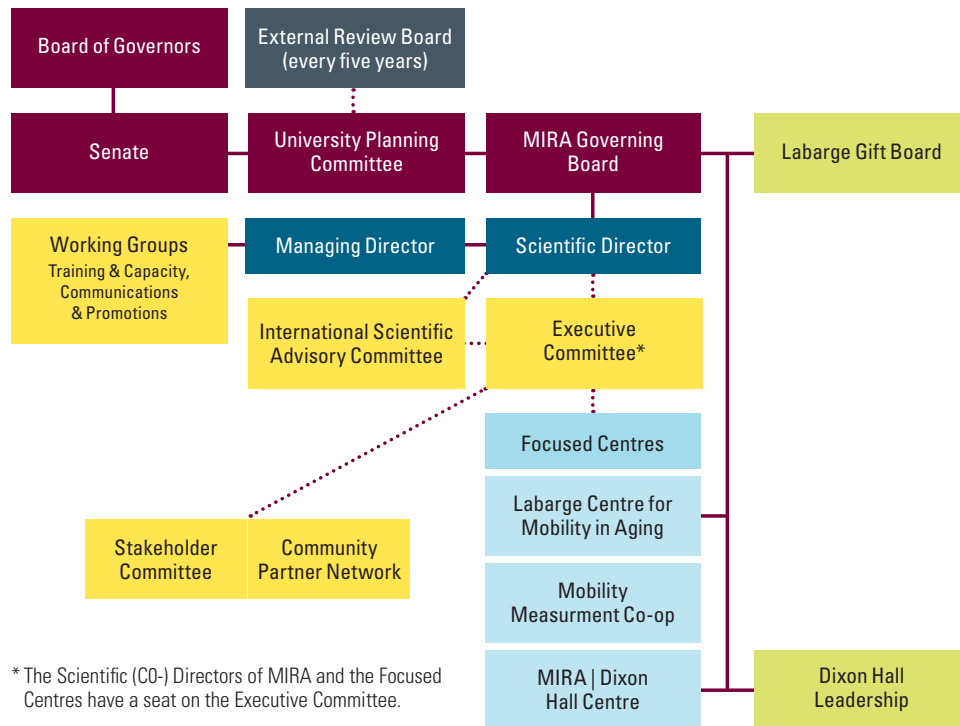 Board of Governors
External Review Board
(every five years)
Senate
University Planning
Committee
MIRA Governing
Board
Labarge Gift Board
Working Groups
Training & Capacity,
Communications
& Promotions
Managing Director
Scientific Director
International Scientific
Advisory Committee
Executive
Committee*
Focused Centres
Labarge Centre for
Mobility in Aging
Stakeholder
Committee
Community
Partner Network
Mobility
Measurment Co-op
MIRA | Dixon
Hall Centre
Dixon Hall
Leadership
* The Scientific (CO-) Directors of MIRA and the Focused
Centres have a seat on the Executive Committee.